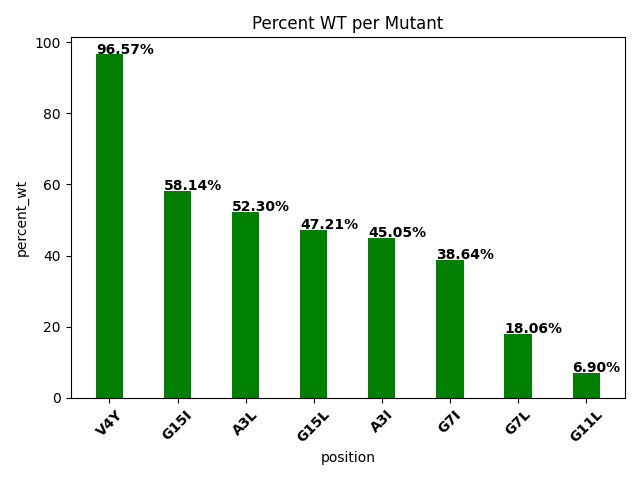 Percent WT per Mutant
percent_wt
100
80
60
40
20
0
96.57%
58.14%
52.30%
47.21%
45.05%
38.64%
18.06%
6.90%
V4Y
G15I
A3L
G15L
A3I
G7I
G7L
G11L
position